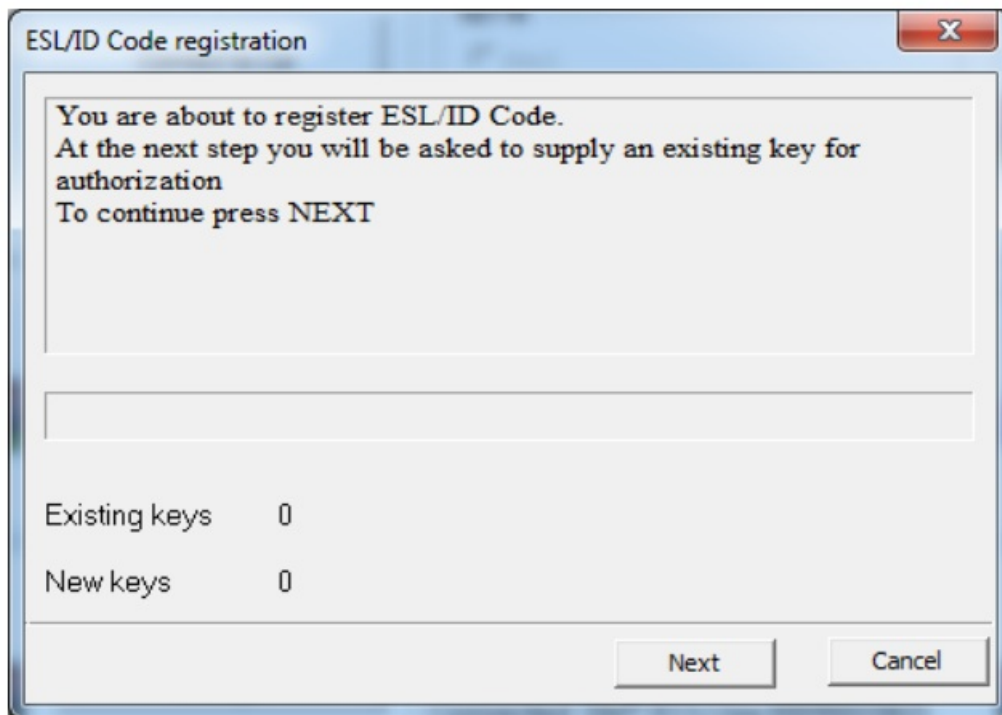 ESL/ID Code registration
You are about to register ESL/ID Code.
At the next step you will be asked to supply an existing key for
authorization
To continue press NEXT
Existing keys 0
New keys 0
Next Cancel